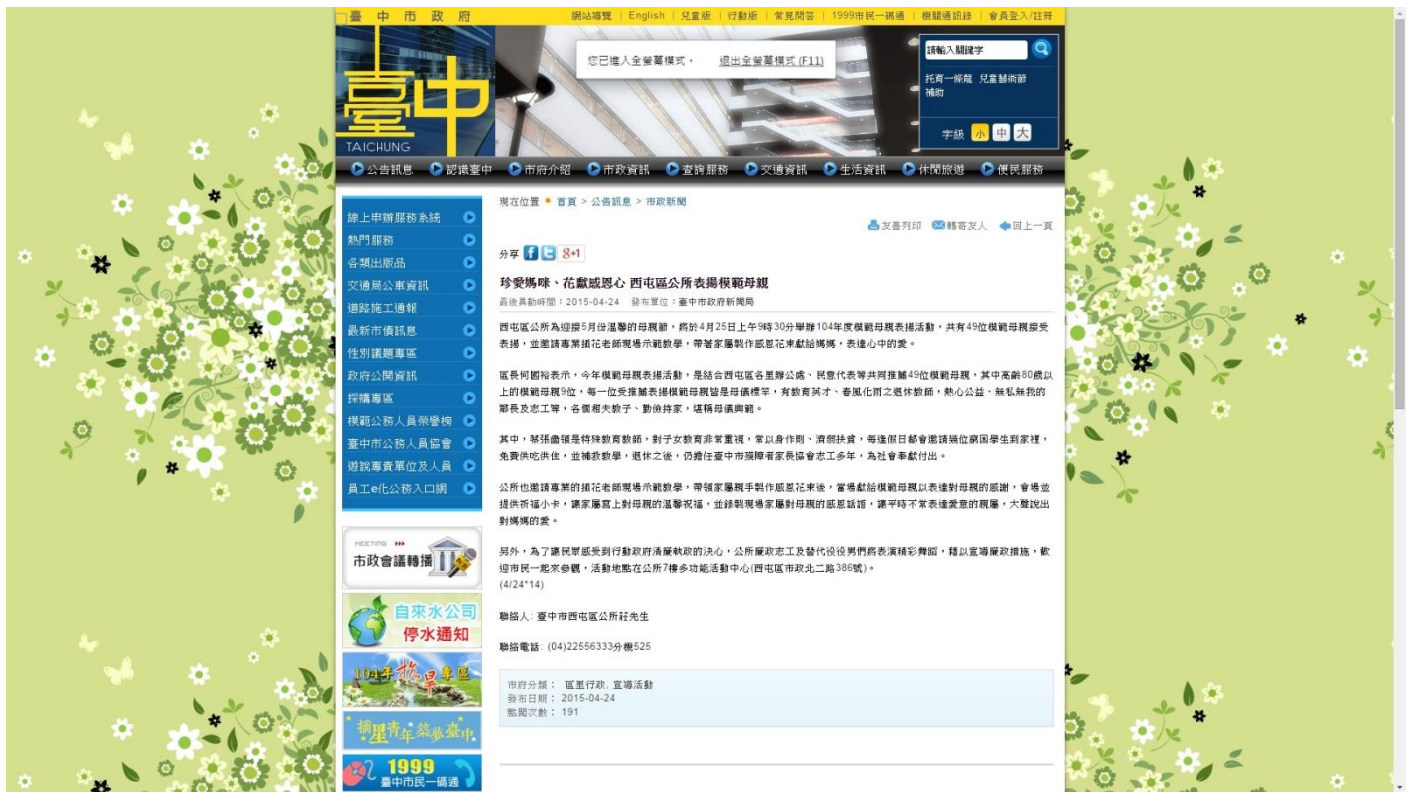 臺中市政府
網站導覽 | English | 兒童版 | 行動版 | 常見問答 | 1999市民一碼通 | 機關通訊錄 | 會員登入/註冊
臺中
TAICHUNG
您已進入全螢幕模式。 退出全螢幕模式 (F11)
請輸入關鍵字
托育一條龍 兒童藝術節
補助
字級 小 中 大
公告訊息 認識臺中 市府介紹 市政資訊 查詢服務 交通資訊 生活資訊 休閒旅遊 便民服務
線上申辦服務系統
熱門服務
各類出版品
交通局公車資訊
道路施工通報
最新市債訊息
性別議題專區
政府公開資訊
採購專區
模範公務人員榮譽榜
臺中市公務人員協會
遊說專責單位及人員
員工e化公務入口網
MEETING
市政會議轉播
自來水公司
停水通知
104年抗旱專區
摘星青年築夢臺中
1999
臺中市民一碼通
現在位置 首頁 > 公告訊息 > 市政新聞
友善列印 轉寄友人 回上一頁
分享 8+1
珍愛媽咪、花獻感恩心 西屯區公所表揚模範母親
最後異動時間：2015-04-24 發布單位：臺中市政府新聞局
西屯區公所為迎接5月份溫馨的母親節，將於4月25日上午9時30分舉辦104年度模範母親表揚活動，共有49位模範母親接受
表揚，並邀請專業插花老師現場示範教學，帶著家屬製作感恩花束獻給媽媽，表達心中的愛。
區長何國裕表示，今年模範母親表揚活動，是結合西屯區各里辦公處、民意代表等共同推薦49位模範母親，其中高齡80歲以
上的模範母親9位，每一位受推薦表揚模範母親皆是母儀標竿，有教育英才、春風化雨之退休教師，熱心公益、無私無我的
鄰長及志工等，各個相夫教子、勤儉持家，堪稱母儀典範。
其中，蔡張儘領是特殊教育教師，對子女教育非常重視，常以身作則、濟弱扶貧，每逢假日都會邀請幾位窮困學生到家裡，
免費供吃供住，並補救教學，退休之後，仍擔任臺中市殘障者家長協會志工多年，為社會奉獻付出。
公所也邀請專業的插花老師現場示範教學，帶領家屬親手製作感恩花束後，當場獻給模範母親以表達對母親的感謝，會場並
提供祈福小卡，讓家屬寫上對母親的溫馨祝福，並錄製現場家屬對母親的感恩話語，讓平時不常表達愛意的親屬，大聲說出
對媽媽的愛。
另外，為了讓民眾感受到行動政府清廉執政的決心，公所廉政志工及替代役役男們將表演精彩舞蹈，藉以宣導廉政措施，歡
迎市民一起來參觀，活動地點在公所7樓多功能活動中心(西屯區市政北二路386號)。
(4/24*14)
聯絡人: 臺中市西屯區公所莊先生
聯絡電話: (04)22556333分機525
市府分類： 區里行政, 宣導活動
發布日期： 2015-04-24
點閱次數： 191